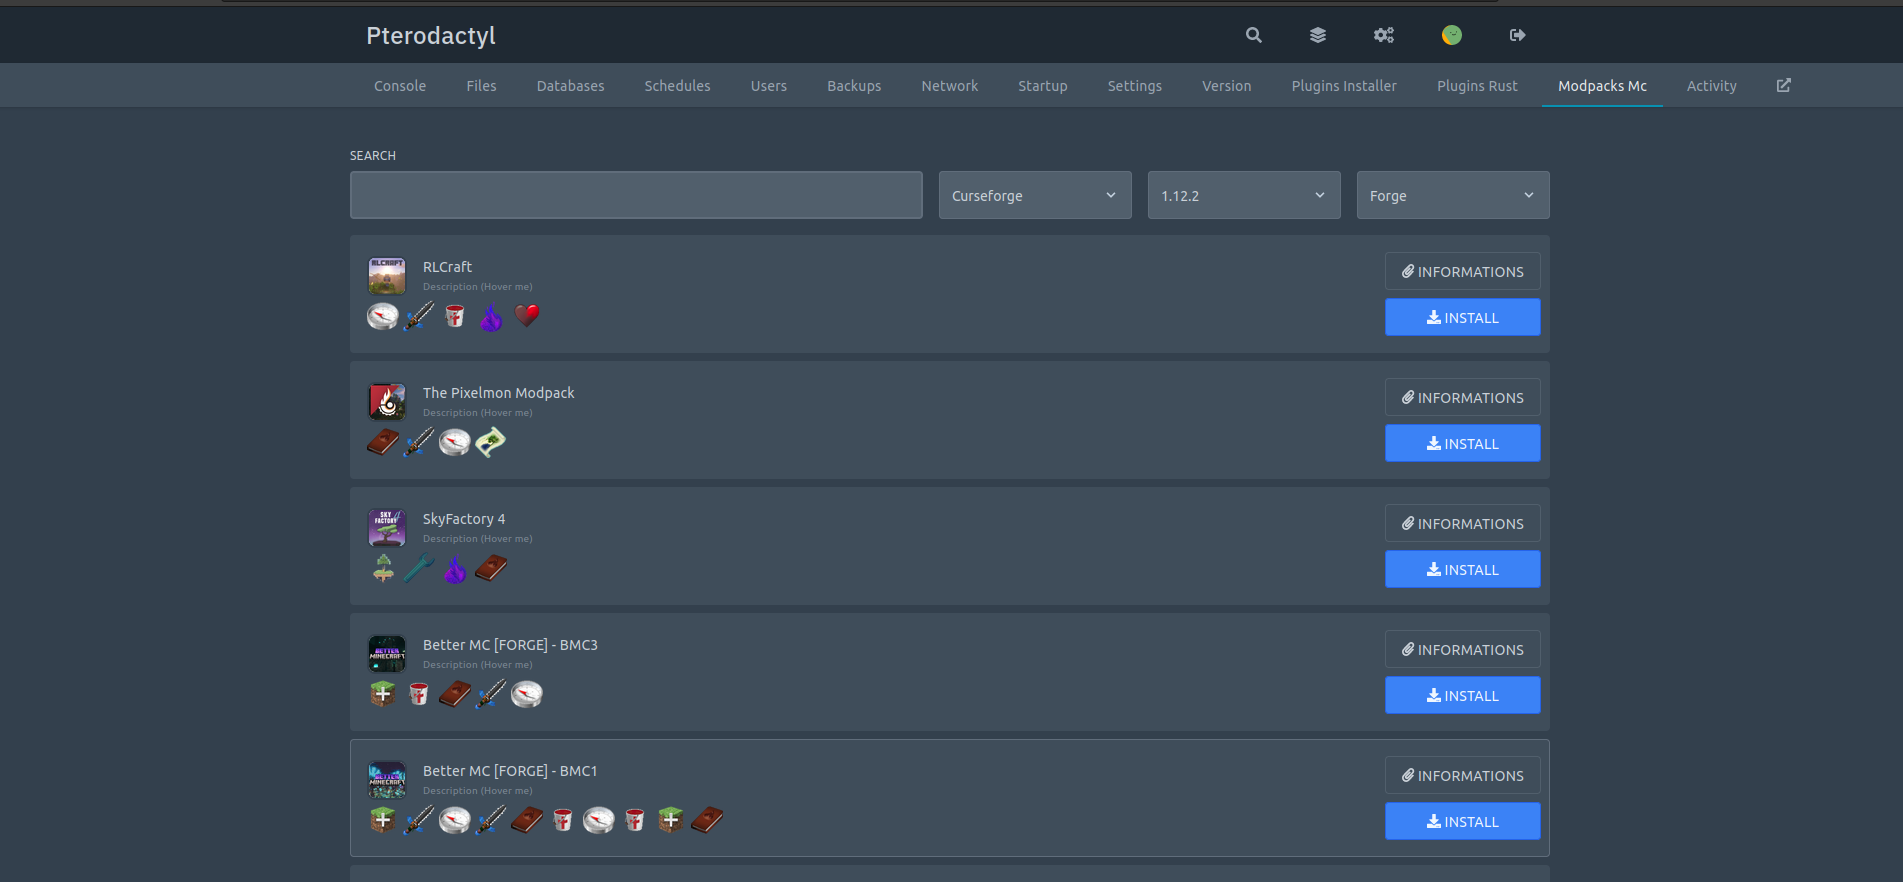 Pterodactyl
Console Files Databases Schedules Users Backups Network Startup Settings Version Plugins Installer Plugins Rust Modpacks Mc Activity
SEARCH
Curseforge 1.12.2 Forge
RLCRAFT
RLCraft
Description (Hover me)
INFORMATIONS
INSTALL
The Pixelmon Modpack
Description (Hover me)
INFORMATIONS
INSTALL
SKY
FACTORY 4
SkyFactory 4
Description (Hover me)
INFORMATIONS
INSTALL
BETTER
MINECRAFT
Better MC [FORGE] - BMC3
Description (Hover me)
INFORMATIONS
INSTALL
BETTER
MINECRAFT
Better MC [FORGE] - BMC1
Description (Hover me)
INFORMATIONS
INSTALL